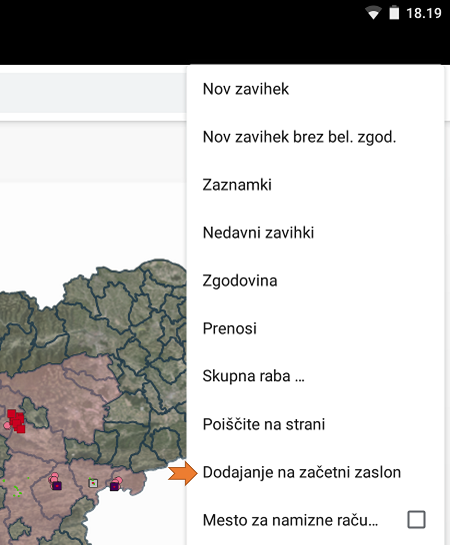 18.19
Nov zavihek
Nov zavihek brez bel. zgod.
Zaznamki
Nedavni zavihki
Zgodovina
Prenosi
Skupna raba ...
Poiščite na strani
Dodajanje na začetni zaslon
Mesto za namizne raču...